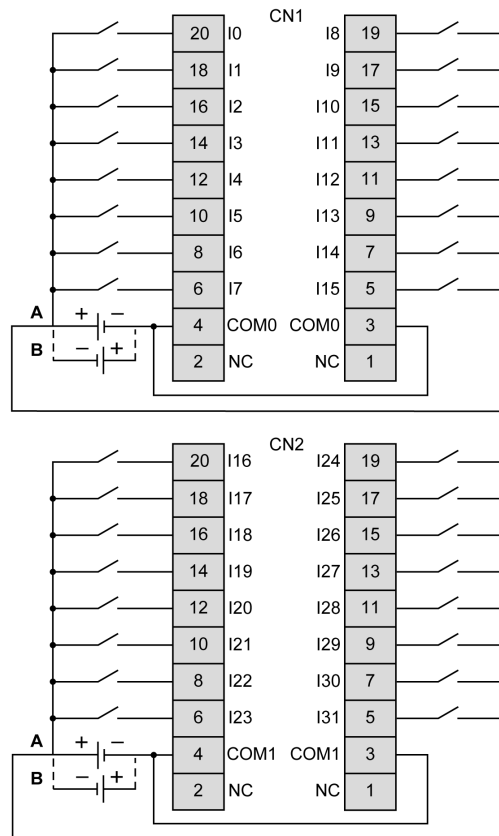 CN1
20 I0 I8 19
18 I1 I9 17
16 I2 I10 15
14 I3 I11 13
12 I4 I12 11
10 I5 I13 9
8 I6 I14 7
6 I7 I15 5
A + − 4 COM0 COM0 3
B − + 2 NC NC 1
CN2
20 I16 I24 19
18 I17 I25 17
16 I18 I26 15
14 I19 I27 13
12 I20 I28 11
10 I21 I29 9
8 I22 I30 7
6 I23 I31 5
A + − 4 COM1 COM1 3
B − + 2 NC NC 1